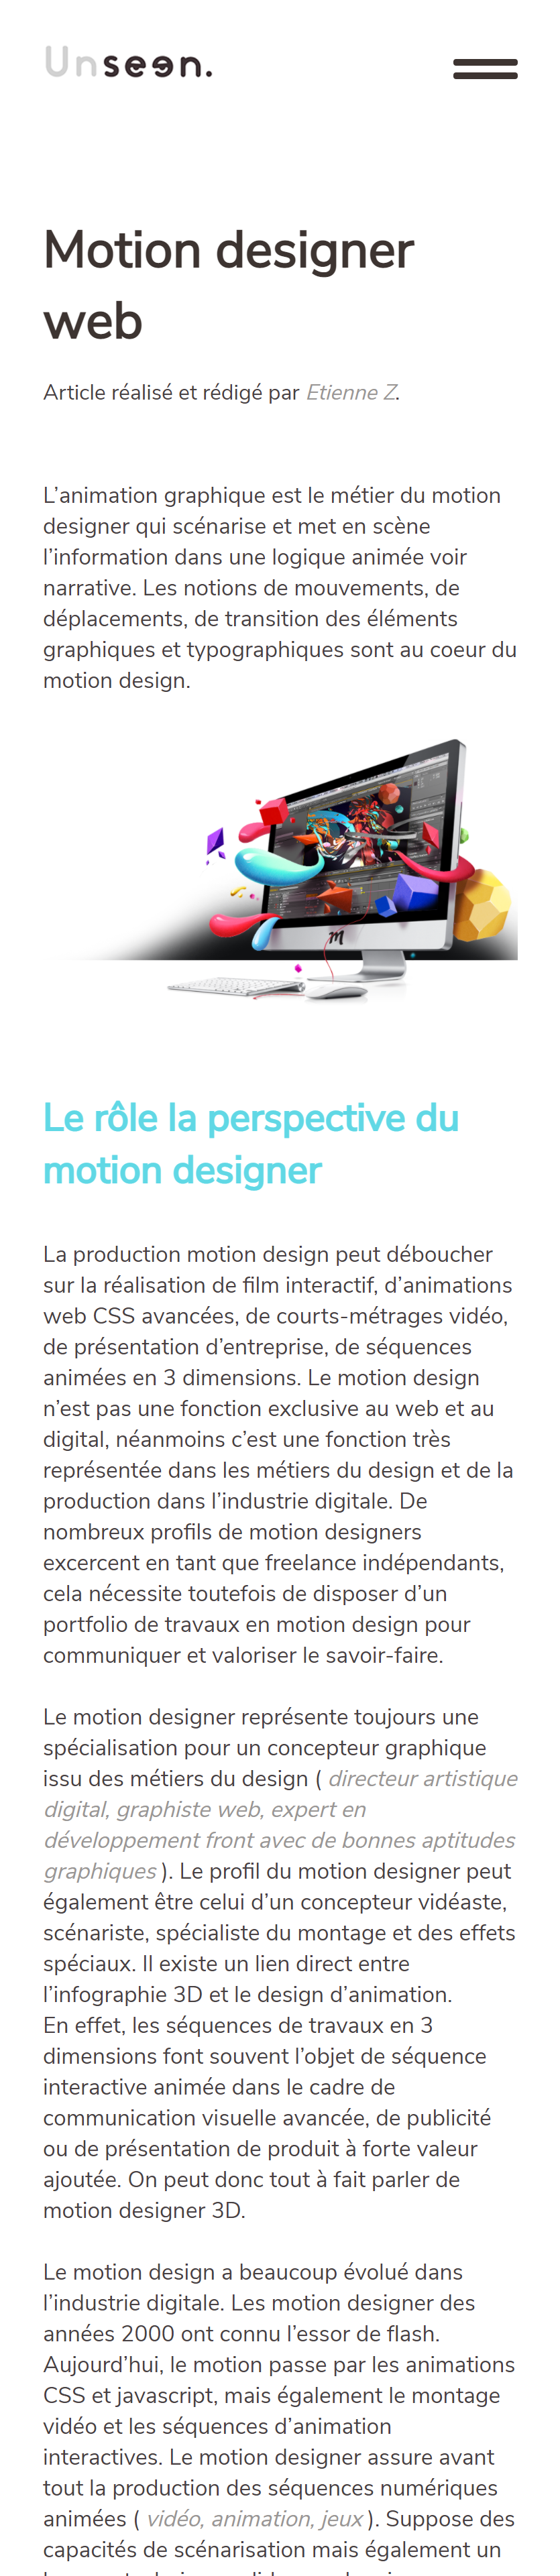 Unseen.
Motion designer
web
Article réalisé et rédigé par Etienne Z.
L’animation graphique est le métier du motion
designer qui scénarise et met en scène
l’information dans une logique animée voir
narrative. Les notions de mouvements, de
déplacements, de transition des éléments
graphiques et typographiques sont au coeur du
motion design.
m
Le rôle la perspective du
motion designer
La production motion design peut déboucher
sur la réalisation de film interactif, d’animations
web CSS avancées, de courts-métrages vidéo,
de présentation d’entreprise, de séquences
animées en 3 dimensions. Le motion design
n’est pas une fonction exclusive au web et au
digital, néanmoins c’est une fonction très
représentée dans les métiers du design et de la
production dans l’industrie digitale. De
nombreux profils de motion designers
excercent en tant que freelance indépendants,
cela nécessite toutefois de disposer d’un
portfolio de travaux en motion design pour
communiquer et valoriser le savoir-faire.
Le motion designer représente toujours une
spécialisation pour un concepteur graphique
issu des métiers du design ( directeur artistique
digital, graphiste web, expert en
développement front avec de bonnes aptitudes
graphiques ). Le profil du motion designer peut
également être celui d’un concepteur vidéaste,
scénariste, spécialiste du montage et des effets
spéciaux. Il existe un lien direct entre
l’infographie 3D et le design d’animation.
En effet, les séquences de travaux en 3
dimensions font souvent l’objet de séquence
interactive animée dans le cadre de
communication visuelle avancée, de publicité
ou de présentation de produit à forte valeur
ajoutée. On peut donc tout à fait parler de
motion designer 3D.
Le motion design a beaucoup évolué dans
l’industrie digitale. Les motion designer des
années 2000 ont connu l’essor de flash.
Aujourd’hui, le motion passe par les animations
CSS et javascript, mais également le montage
vidéo et les séquences d’animation
interactives. Le motion designer assure avant
tout la production des séquences numériques
animées ( vidéo, animation, jeux ). Suppose des
capacités de scénarisation mais également un